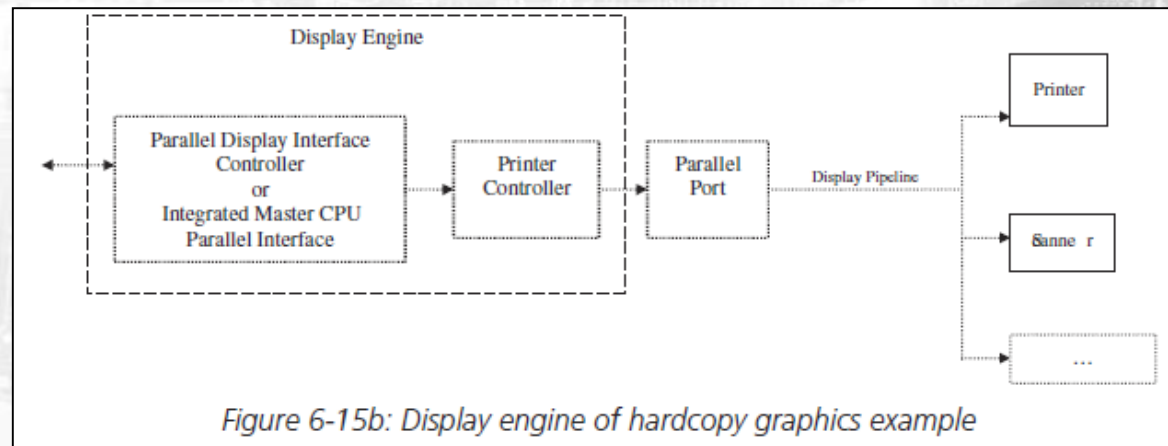 Display Engine
Parallel Display Interface
Controller
or
Integrated Master CPU
Parallel Interface
Printer
Controller
Parallel
Port
Display Pipeline
Printer
Sanne r
...
Figure 6-15b: Display engine of hardcopy graphics example